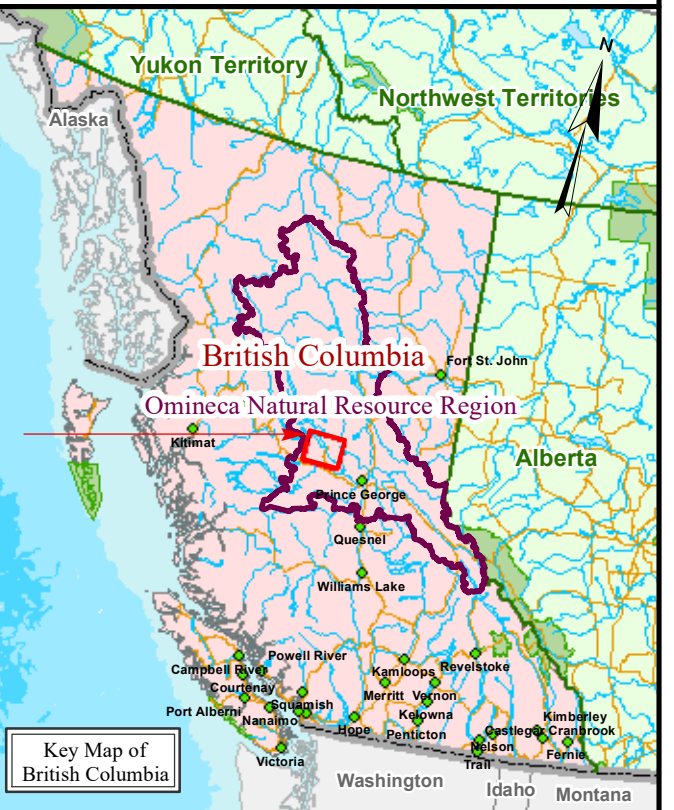 N
Yukon Territory
Northwest Territories
Alaska
British Columbia
Fort St. John
Omineca Natural Resource Region
Kitimat
Alberta
Prince George
Quesnel
Williams Lake
Powell River
Campbell River
Kamloops
Revelstoke
Courtenay
Merritt
Vernon
Squamish
Port Alberni
Nanaimo
Kelowna
Kimberley
Hope
Penticton
Castlegar
Cranbrook
Nelson
Fernie
Victoria
Trail
Key Map of
British Columbia
Washington
Idaho
Montana